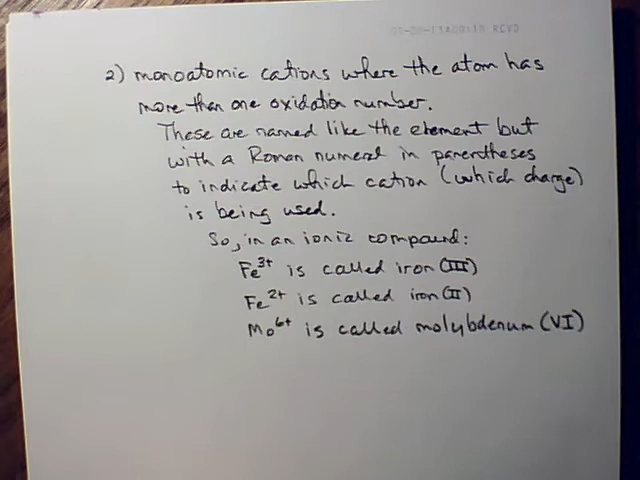 2) monoatomic cations where the atom has
more than one oxidation number.
These are named like the element but
with a Roman numeral in parentheses
to indicate which cation (which charge)
is being used.
So, in an ionic compound:
Fe³⁺ is called iron (III)
Fe²⁺ is called iron (II)
Mo⁶⁺ is called molybdenum (VI)